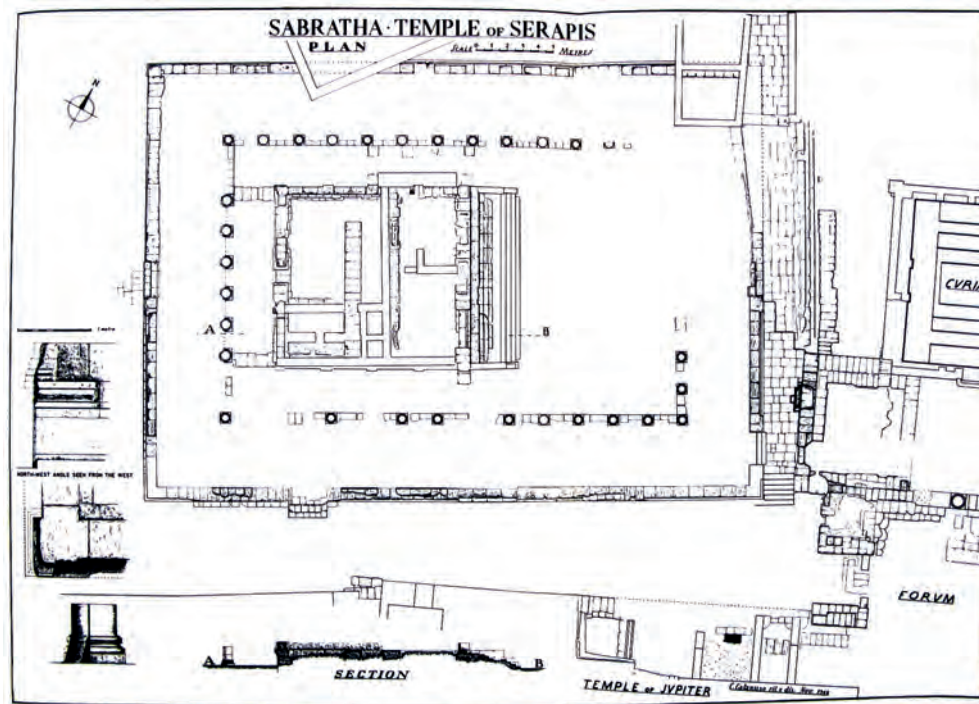 SABRATHA · TEMPLE OF SERAPIS
PLAN
SCALE
METRES
N
CVRIA
A
B
NORTH-WEST ANGLE SEEN FROM THE WEST
FORVM
A
B
SECTION
TEMPLE OF JVPITER